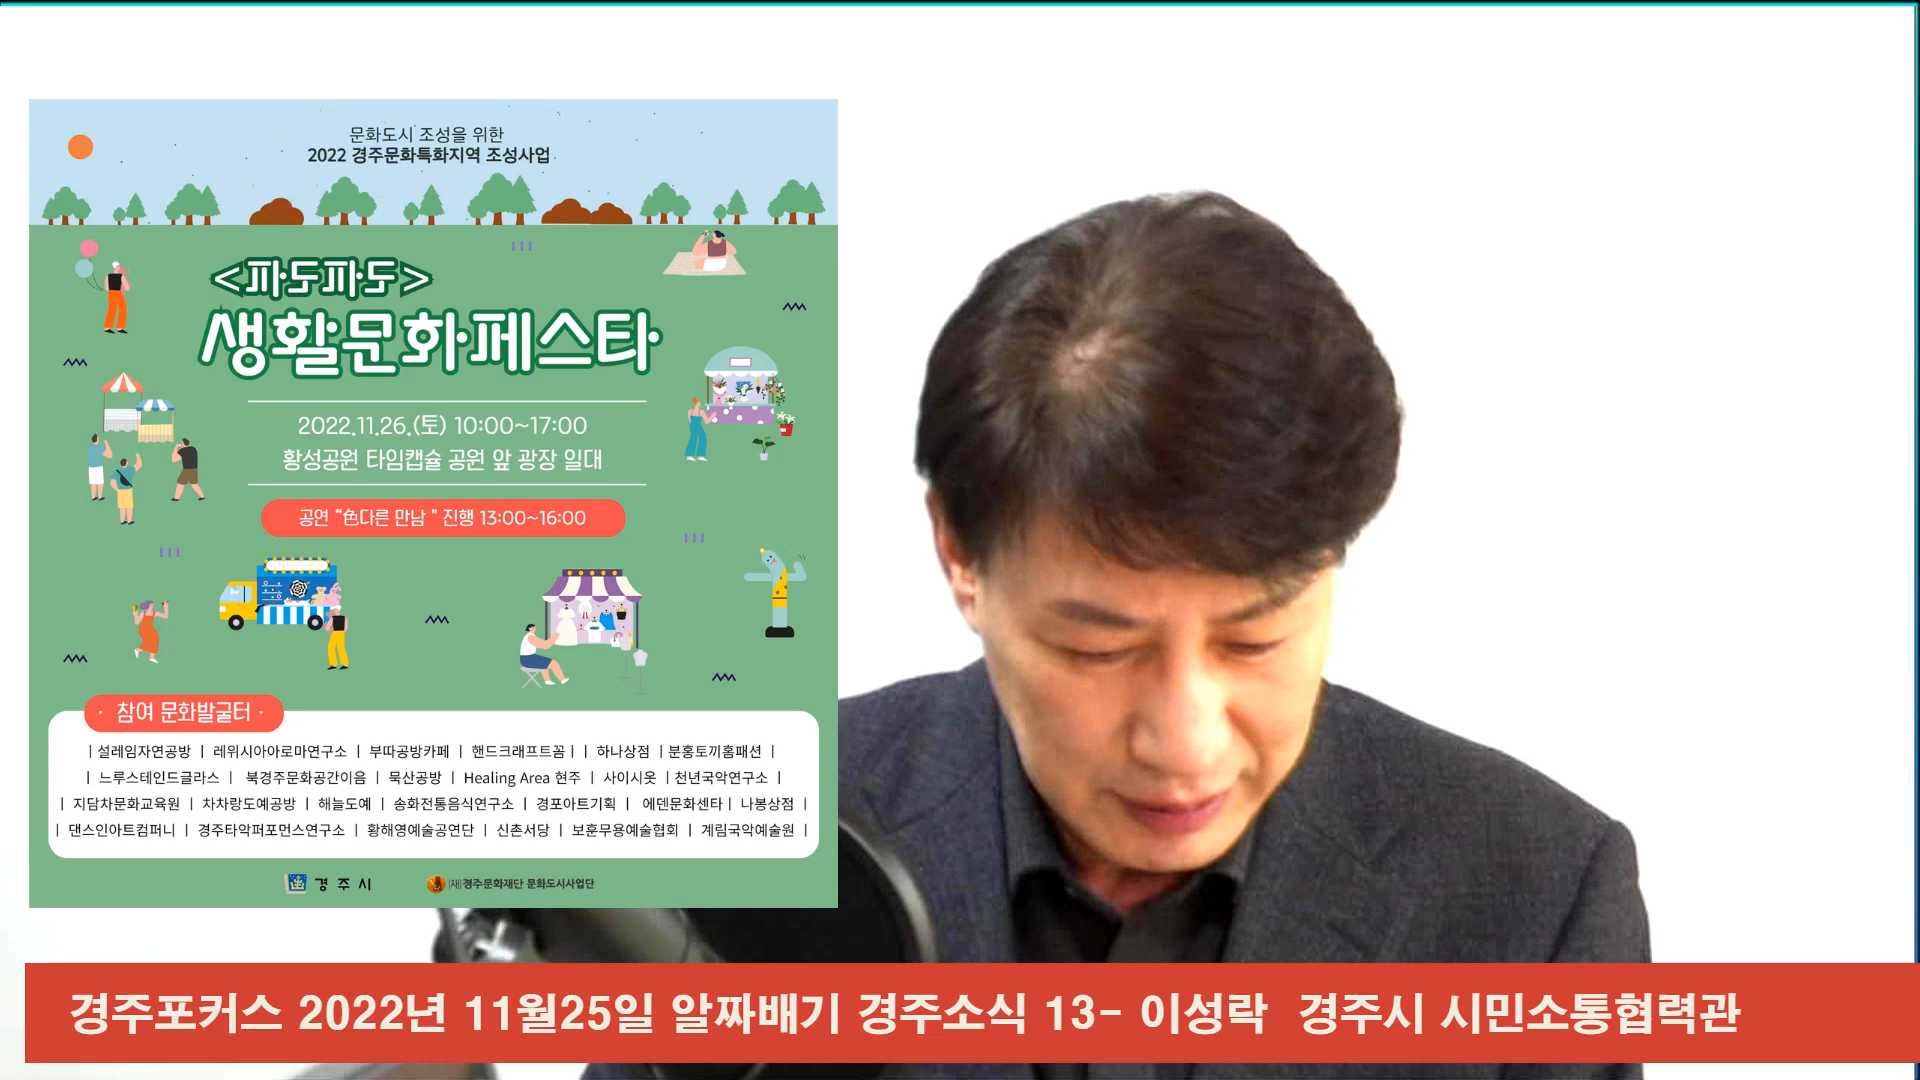 문화도시 조성을 위한
2022 경주문화특화지역 조성사업
<파도파도>
생활문화페스타
2022.11.26.(토) 10:00~17:00
황성공원 타임캡슐 공원 앞 광장 일대
공연 “色다른 만남 " 진행 13:00~16:00
· 참여 문화발굴터 ·
| 설레임자연공방 | 레위시아아로마연구소 | 부따공방카페 | 핸드크래프트꼼 | | 하나상점 | 분홍토끼홈패션 |
| 느루스테인드글라스 | 북경주문화공간이음 | 묵산공방 | Healing Area 현주 | 사이시옷 | 천년국악연구소 |
| 지담차문화교육원 | 차차랑도예공방 | 해늘도예 | 송화전통음식연구소 | 경포아트기획 | 에덴문화센타 | 나봉상점 |
| 댄스인아트컴퍼니 | 경주타악퍼포먼스연구소 | 황해영예술공연단 | 신촌서당 | 보훈무용예술협회 | 계림국악예술원 |
경주시 (재)경주문화재단 문화도시사업단
경주포커스 2022년 11월25일 알짜배기 경주소식 13- 이성락 경주시 시민소통협력관